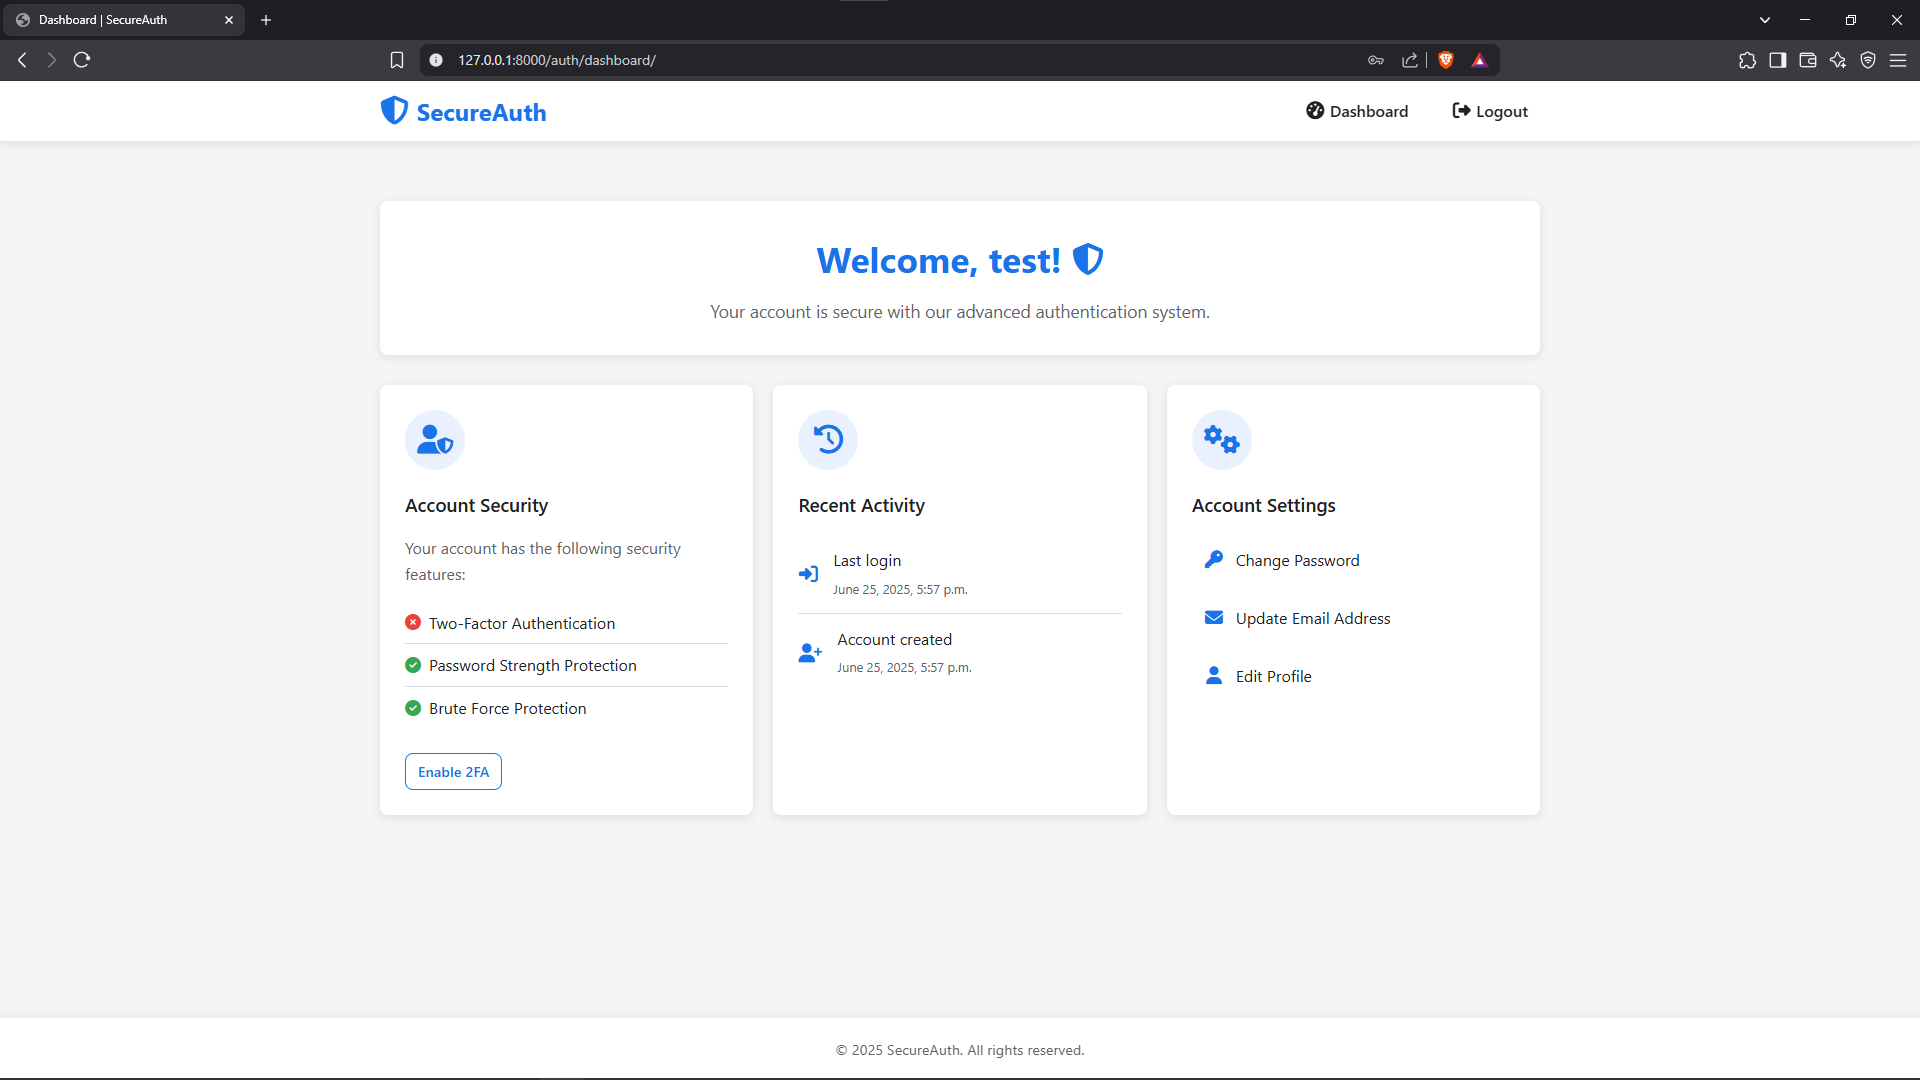 Dashboard | SecureAuth
127.0.0.1:8000/auth/dashboard/
SecureAuth
Dashboard
Logout
Welcome, test!
Your account is secure with our advanced authentication system.
Account Security
Your account has the following security
features:
Two-Factor Authentication
Password Strength Protection
Brute Force Protection
Enable 2FA
Recent Activity
Last login
June 25, 2025, 5:57 p.m.
Account created
June 25, 2025, 5:57 p.m.
Account Settings
Change Password
Update Email Address
Edit Profile
© 2025 SecureAuth. All rights reserved.